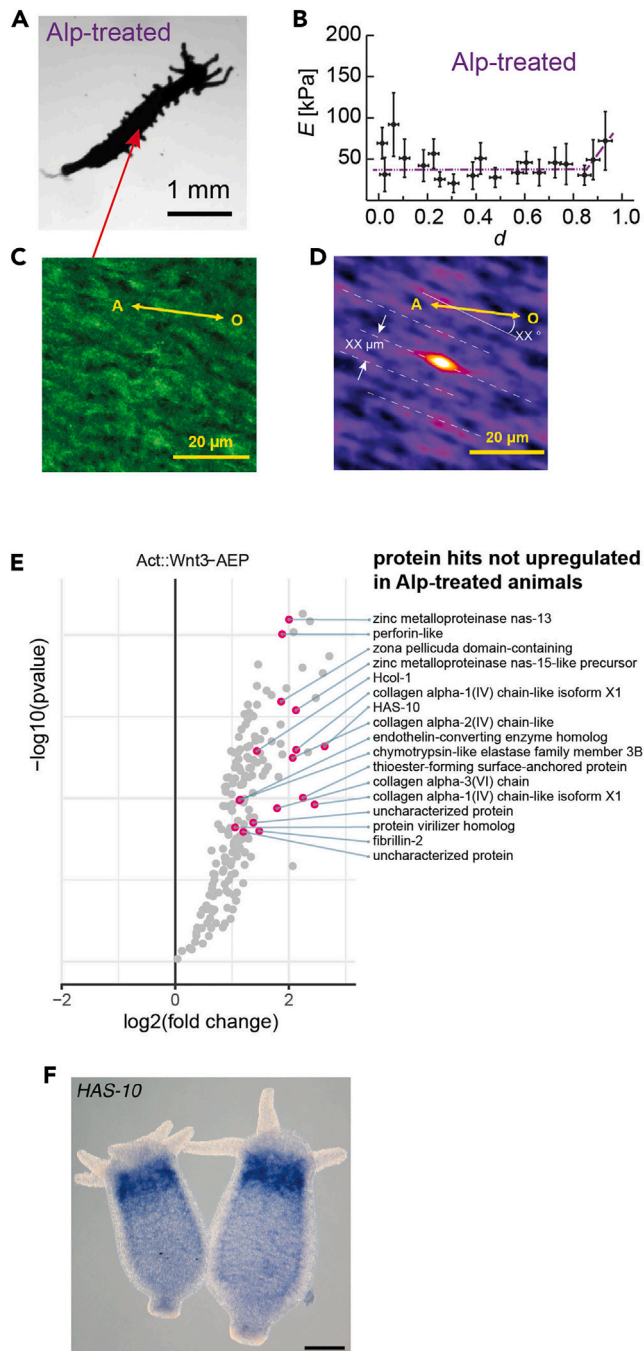 A
Alp-treated
1 mm
B
Alp-treated
E [kPa]
200
150
100
50
0.0 0.2 0.4 0.6 0.8 1.0
d
C
A
O
20 µm
D
A
O
XX °
XX µm
20 µm
E
Act::Wnt3-AEP
protein hits not upregulated
in Alp-treated animals
−log10(pvalue)
zinc metalloproteinase nas-13
perforin-like
zona pellicuda domain-containing
zinc metalloproteinase nas-15-like precursor
Hcol-1
collagen alpha-1(IV) chain-like isoform X1
HAS-10
collagen alpha-2(IV) chain-like
endothelin-converting enzyme homolog
chymotrypsin-like elastase family member 3B
thioester-forming surface-anchored protein
collagen alpha-3(VI) chain
collagen alpha-1(IV) chain-like isoform X1
uncharacterized protein
protein virilizer homolog
fibrillin-2
uncharacterized protein
−2 0 2
log2(fold change)
F
HAS-10